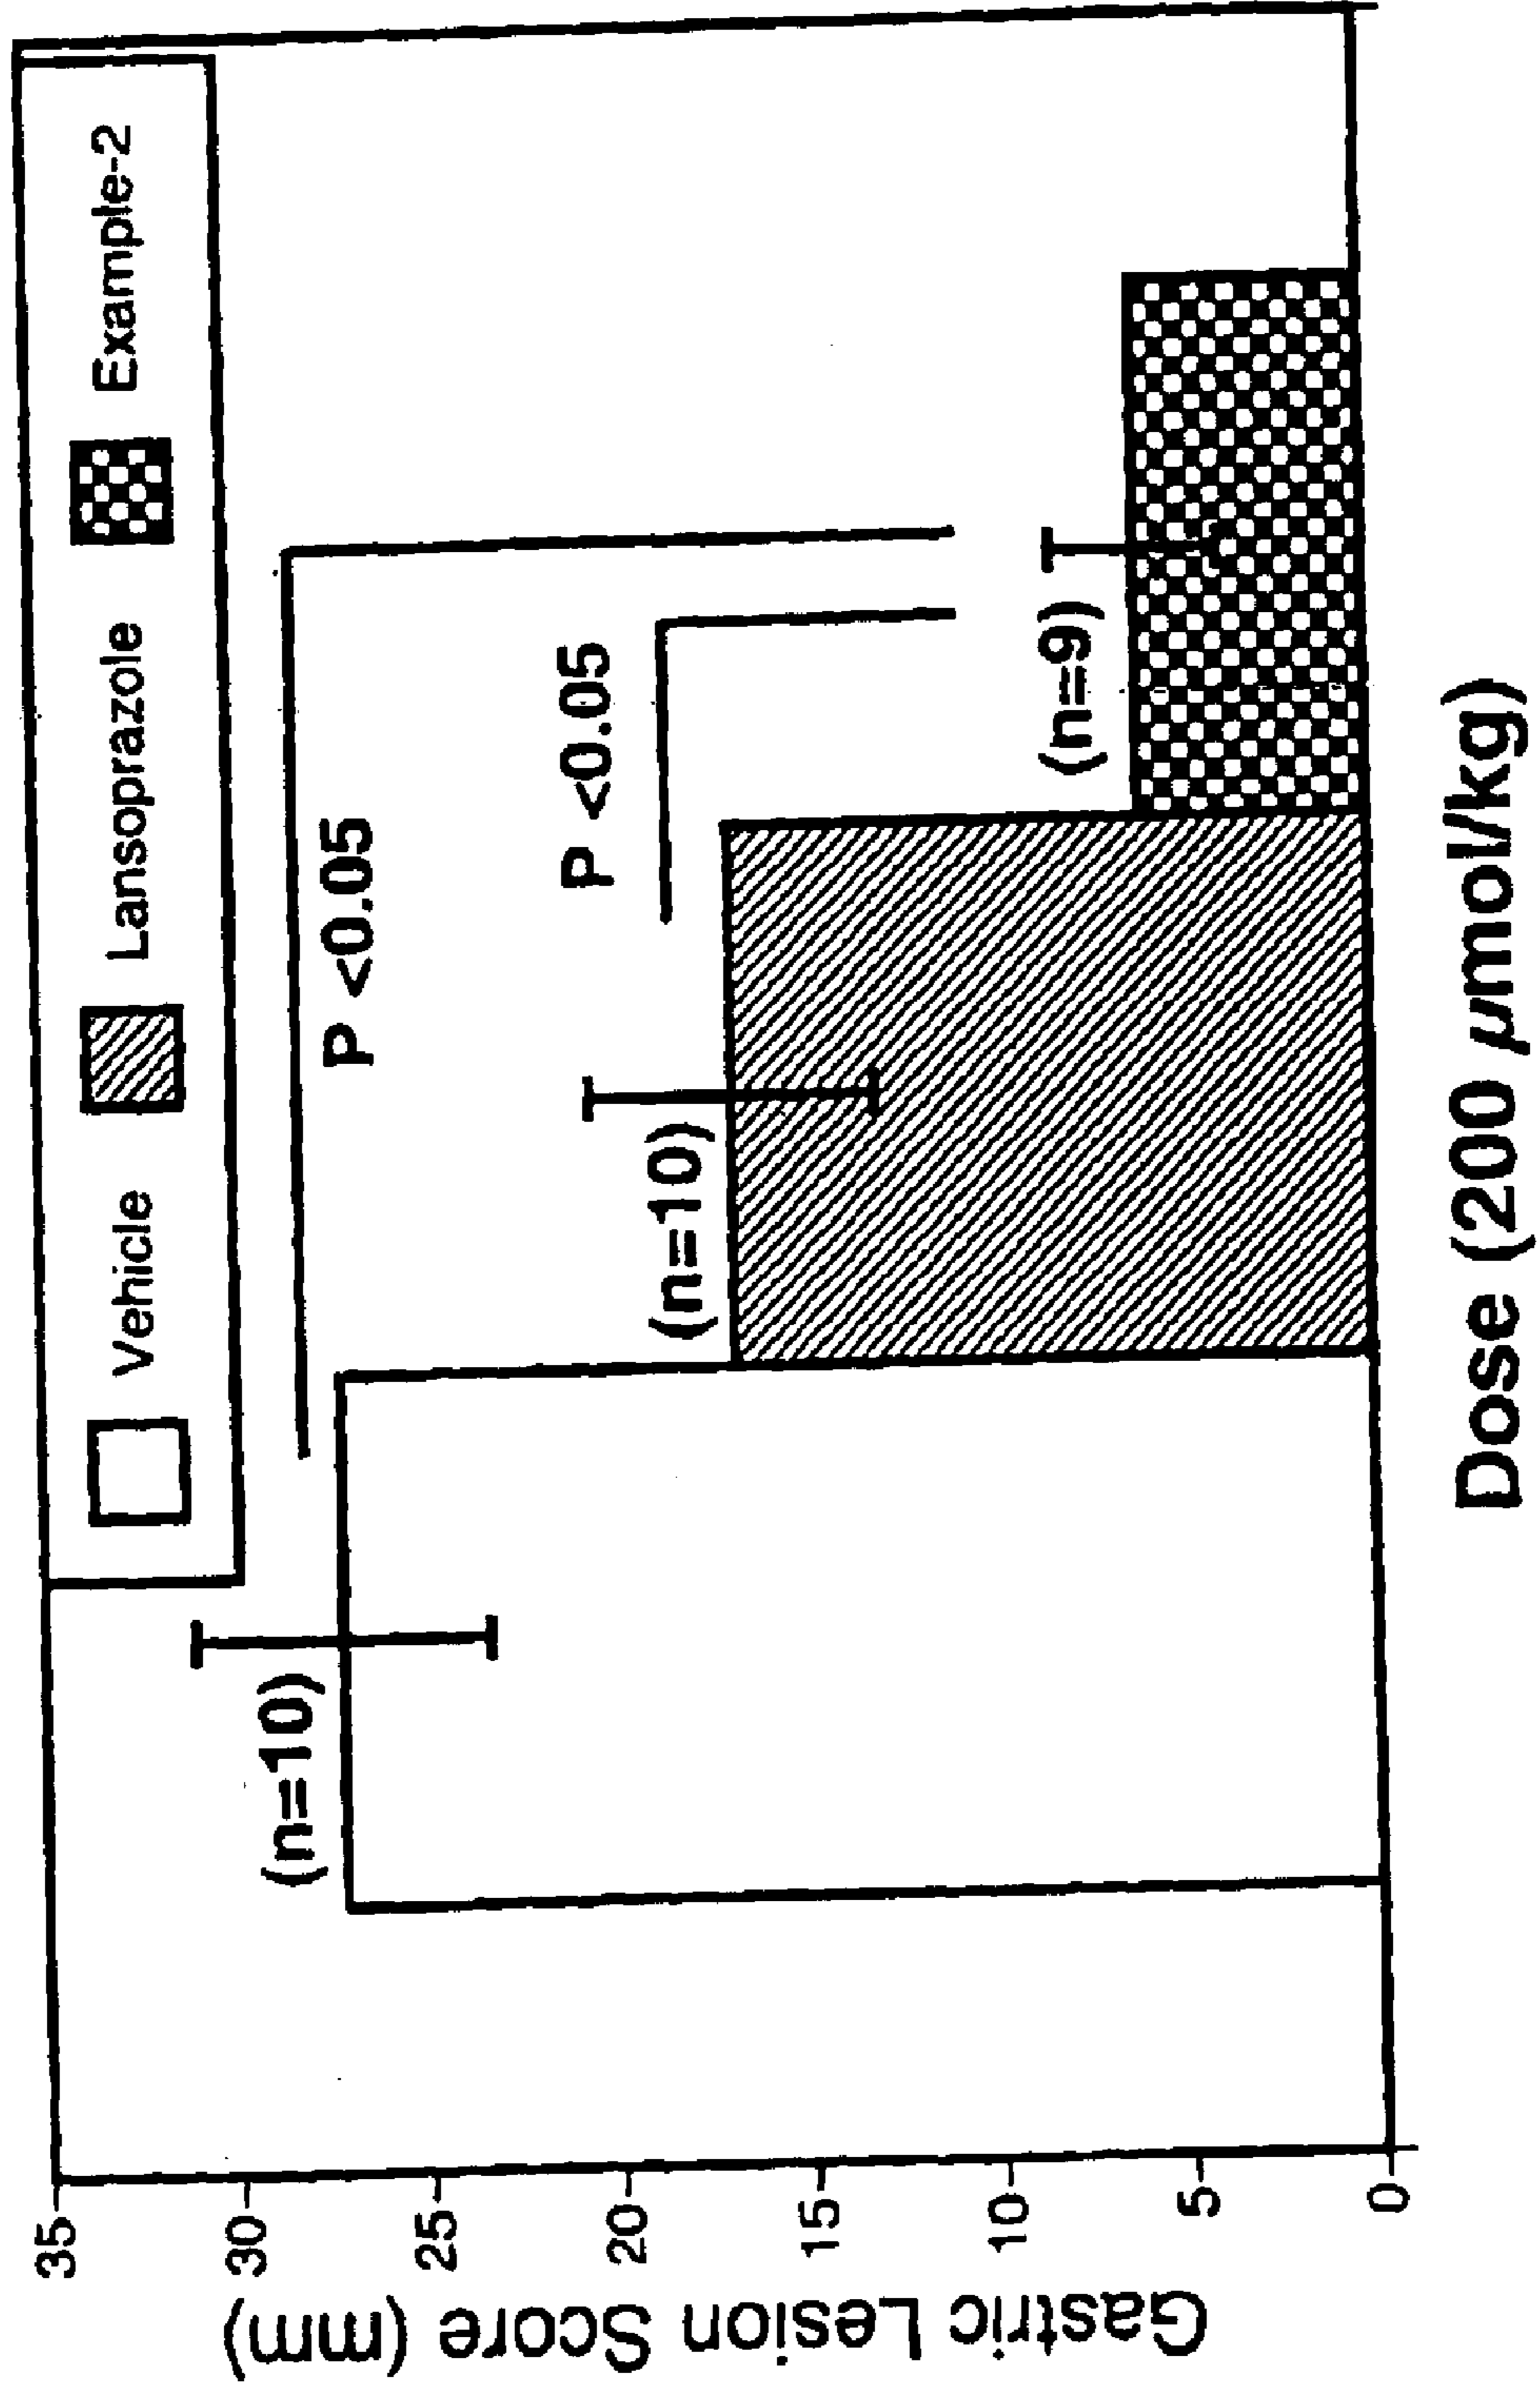 Vehicle
Lansoprazole
Example-2
P <0.05
P <0.05
(n=10)
(n=10)
(n=9)
35
30
25
20
15
10
5
0
Gastric Lesion Score (mm)
Dose (200 µmol/kg)